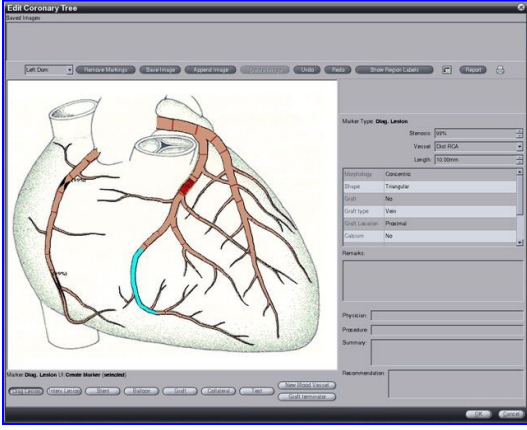 Edit Coronary Tree
Saved Images
Left Dom
Remove Markings
Save Image
Append Image
Undo
Redo
Show Region Labels
Report
Marker Type: Diag. Lesion
Stenosis: 99%
Vessel: Dist RCA
Length: 10.00mm
Morphology Concentric
Shape Triangular
Graft No
Graft type Vein
Graft Location Proximal
Calcium No
Remarks:
Physician:
Procedure:
Summary:
Recommendation:
Marker: Diag. Lesion UI: Create Marker (selected)
Diag Lesion
Interv. Lesion
Stent
Balloon
Graft
Collateral
Text
New Blood Vessel
Graft terminator
OK
Cancel